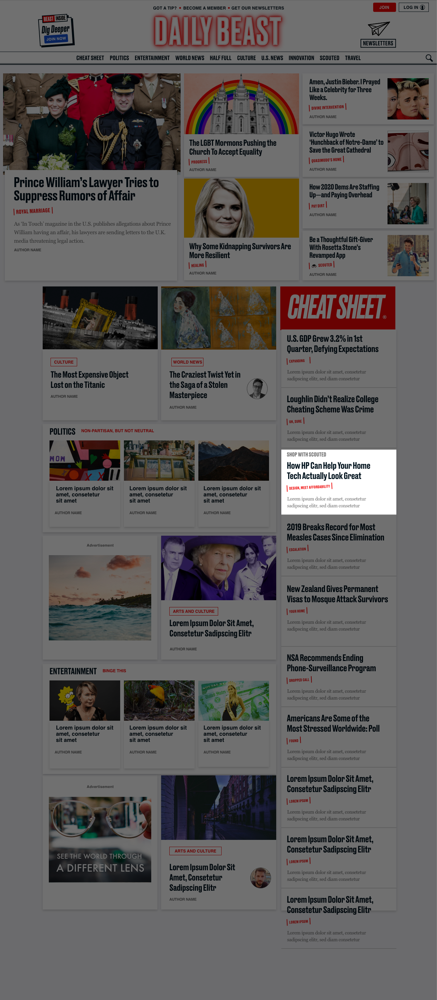 GOT A TIP? • BECOME A MEMBER • GET OUR NEWSLETTERS
JOIN
LOG IN
BEAST INSIDE
Dig Deeper
JOIN NOW
DAILY BEAST
NEWSLETTERS
CHEAT SHEET POLITICS ENTERTAINMENT WORLD NEWS HALF FULL CULTURE U.S. NEWS INNOVATION SCOUTED TRAVEL
Prince William’s Lawyer Tries to
Suppress Rumors of Affair
ROYAL MARRIAGE
As ‘In Touch’ magazine in the U.S. publishes allegations about Prince
William having an affair, his lawyers are sending letters to the U.K.
media threatening legal action.
AUTHOR NAME
The LGBT Mormons Pushing the
Church To Accept Equality
PROGRESS
AUTHOR NAME
Why Some Kidnapping Survivors Are
More Resilient
HEALING
AUTHOR NAME
Amen, Justin Bieber. I Prayed
Like a Celebrity for Three
Weeks.
DIVINE INTERVENTION
AUTHOR NAME
Victor Hugo Wrote
‘Hunchback of Notre-Dame’ to
Save the Great Cathedral
QUASIMODO’S HOME
AUTHOR NAME
How 2020 Dems Are Staffing
Up—and Paying Overhead
PAY DIRT
AUTHOR NAME
Be a Thoughtful Gift-Giver
With Rosetta Stone’s
Revamped App
SCOUTED
AUTHOR NAME
CULTURE
The Most Expensive Object
Lost on the Titanic
AUTHOR NAME
WORLD NEWS
The Craziest Twist Yet in
the Saga of a Stolen
Masterpiece
AUTHOR NAME
POLITICS NON-PARTISAN, BUT NOT NEUTRAL
WOW
Lorem ipsum dolor sit
amet, consetetur
sit amet
AUTHOR NAME
Lorem ipsum dolor sit
amet, consetetur
sit amet
AUTHOR NAME
Lorem ipsum dolor sit
amet, consetetur
sit amet
AUTHOR NAME
Advertisement
ARTS AND CULTURE
Lorem Ipsum Dolor Sit Amet,
Consetetur Sadipscing Elitr
AUTHOR NAME
ENTERTAINMENT BINGE THIS
SOCIAL
United States
FLORIDA
Lorem ipsum dolor sit
amet, consetetur
sit amet
AUTHOR NAME
Lorem ipsum dolor sit
amet, consetetur
sit amet
AUTHOR NAME
Lorem ipsum dolor sit
amet, consetetur
sit amet
AUTHOR NAME
Advertisement
SEE THE WORLD THROUGH
A DIFFERENT LENS
ARTS AND CULTURE
Lorem Ipsum Dolor Sit
Amet, Consetetur
Sadipscing Elitr
AUTHOR NAME
CHEAT SHEET®
U.S. GDP Grew 3.2% in 1st
Quarter, Defying Expectations
EXPANDING
Lorem ipsum dolor sit amet, consetetur
sadipscing elitr, sed diam consetetur
Loughlin Didn’t Realize College
Cheating Scheme Was Crime
UH, SURE
Lorem ipsum dolor sit amet, consetetur
sadipscing elitr, sed diam consetetur
SHOP WITH SCOUTED
How HP Can Help Your Home
Tech Actually Look Great
DESIGN, MEET AFFORDABILITY
Lorem ipsum dolor sit amet, consetetur
sadipscing elitr, sed diam consetetur
2019 Breaks Record for Most
Measles Cases Since Elimination
ESCALATION
Lorem ipsum dolor sit amet, consetetur
sadipscing elitr, sed diam consetetur
New Zealand Gives Permanent
Visas to Mosque Attack Survivors
YOUR HOME
Lorem ipsum dolor sit amet, consetetur
sadipscing elitr, sed diam consetetur
NSA Recommends Ending
Phone-Surveillance Program
DROPPED CALL
Lorem ipsum dolor sit amet, consetetur
sadipscing elitr, sed diam consetetur
Americans Are Some of the
Most Stressed Worldwide: Poll
FOUND
Lorem ipsum dolor sit amet, consetetur
sadipscing elitr, sed diam consetetur
Lorem Ipsum Dolor Sit Amet,
Consetetur Sadipscing Elitr
LOREM IPSUM
Lorem ipsum dolor sit amet, consetetur
sadipscing elitr, sed diam consetetur
Lorem Ipsum Dolor Sit Amet,
Consetetur Sadipscing Elitr
LOREM IPSUM
Lorem ipsum dolor sit amet, consetetur
sadipscing elitr, sed diam consetetur
Lorem Ipsum Dolor Sit Amet,
Consetetur Sadipscing Elitr
LOREM IPSUM
Lorem ipsum dolor sit amet, consetetur
sadipscing elitr, sed diam consetetur